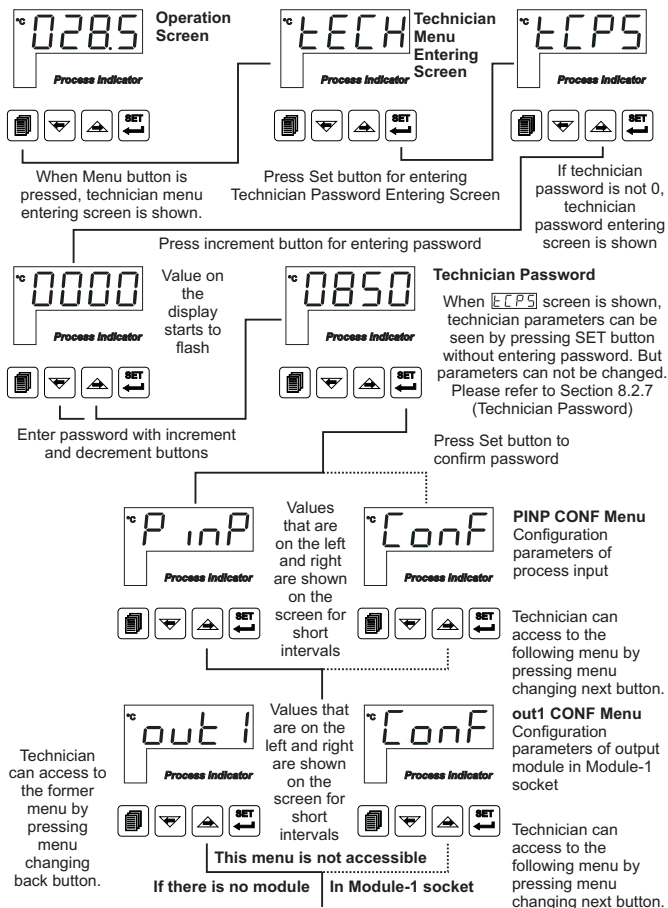 °C 028.5
Process Indicator
SET
Operation
Screen
°C tECH
Process Indicator
SET
Technician
Menu
Entering
Screen
°C tCPS
Process Indicator
SET
When Menu button is
pressed, technician menu
entering screen is shown.
Press Set button for entering
Technician Password Entering Screen
If technician
password is not 0,
technician
password entering
screen is shown
Press increment button for entering password
°C 0000
Process Indicator
SET
Value on
the
display
starts to
flash
°C 0850
Process Indicator
SET
Technician Password
When tCPS screen is shown,
technician parameters can be
seen by pressing SET button
without entering password. But
parameters can not be changed.
Please refer to Section 8.2.7
(Technician Password)
Enter password with increment
and decrement buttons
Press Set button to
confirm password
°C P inP
Process Indicator
SET
Values
that are
on the left
and right
are shown
on the
screen for
short
intervals
°C ConF
Process Indicator
SET
PINP CONF Menu
Configuration
parameters of
process input
Technician can
access to the
following menu by
pressing menu
changing next button.
°C out 1
Process Indicator
SET
Values that
are on the
left and right
are shown
on the
screen for
short
intervals
°C ConF
Process Indicator
SET
out1 CONF Menu
Configuration
parameters of output
module in Module-1
socket
Technician
can access to
the former
menu by
pressing
menu
changing
back button.
Technician can
access to the
following menu by
pressing menu
changing next button.
This menu is not accessible
If there is no module In Module-1 socket